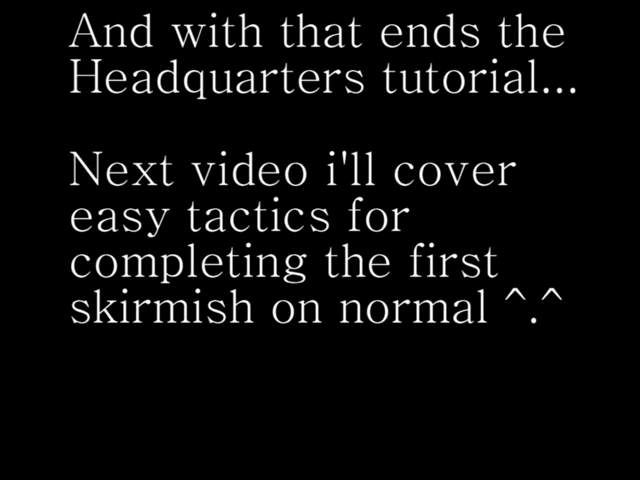 And with that ends the
Headquarters tutorial...
Next video i'll cover
easy tactics for
completing the first
skirmish on normal ^.^